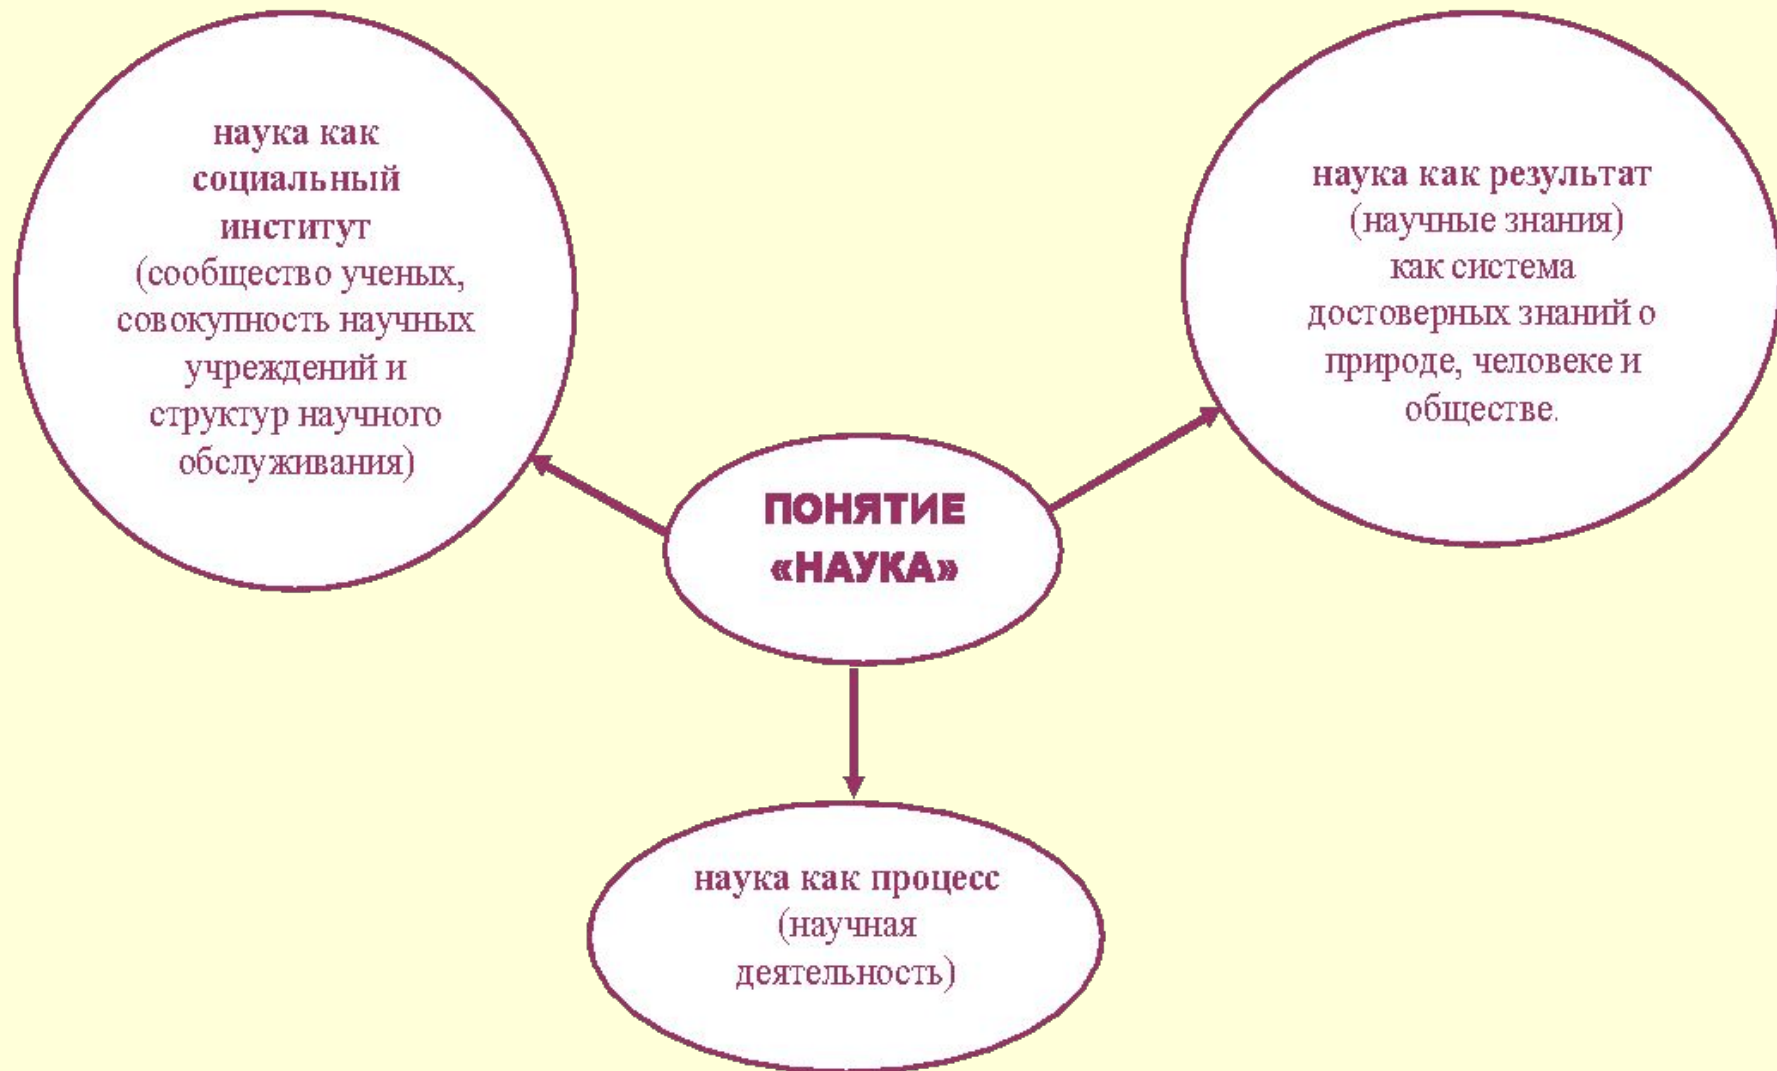 наука как
социальный
институт
(сообщество ученых,
совокупность научных
учреждений и
структур научного
обслуживания)
наука как результат
(научные знания)
как система
достоверных знаний о
природе, человеке и
обществе.
ПОНЯТИЕ
«НАУКА»
наука как процесс
(научная
деятельность)